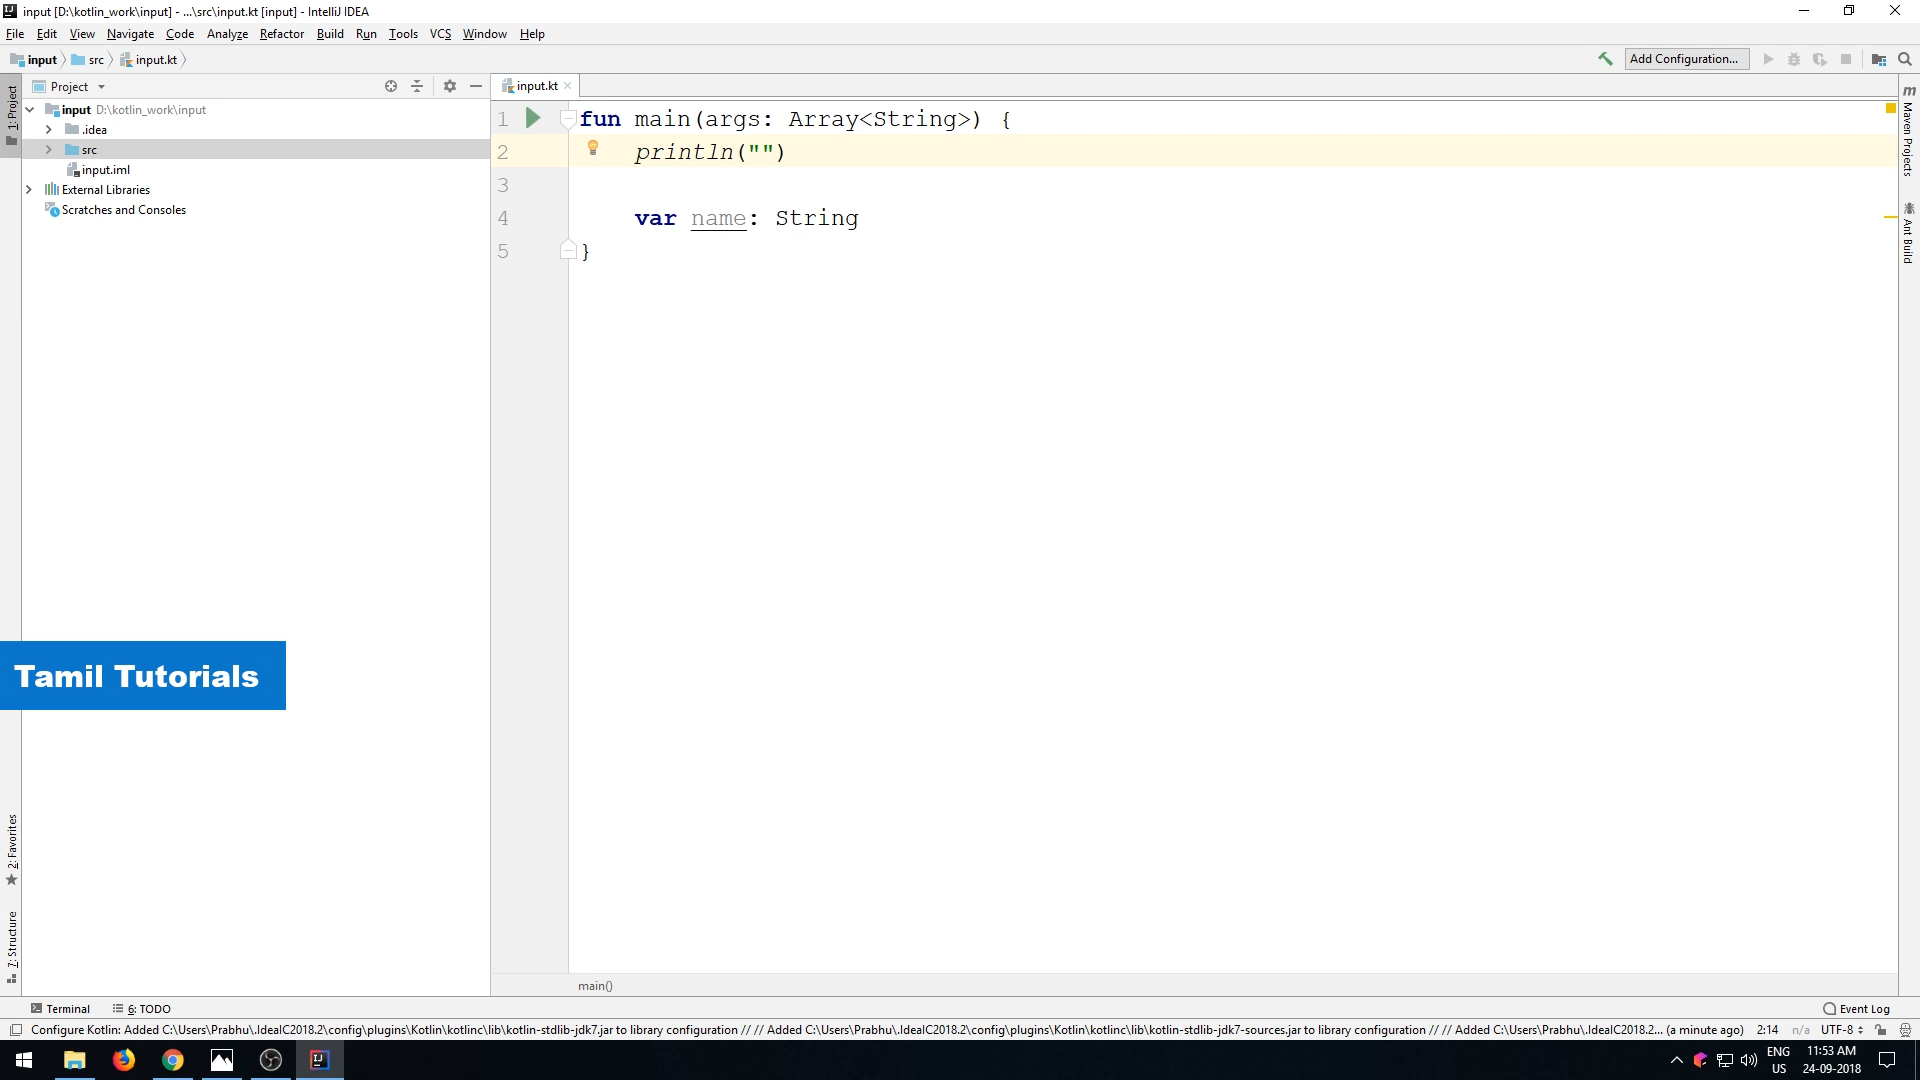 input [D:\kotlin_work\input] - ...\src\input.kt [input] - IntelliJ IDEA
File Edit View Navigate Code Analyze Refactor Build Run Tools VCS Window Help
input src input.kt Add Configuration...
1: Project
Project
input.kt
input D:\kotlin_work\input
.idea
src
input.iml
External Libraries
Scratches and Consoles
1 fun main(args: Array<String>) {
2 println("")
3
4 var name: String
5 }
Maven Projects
Ant Build
Tamil Tutorials
2: Favorites
7: Structure
main()
Terminal 6: TODO Event Log
Configure Kotlin: Added C:\Users\Prabhu\.IdeaIC2018.2\config\plugins\Kotlin\kotlinc\lib\kotlin-stdlib-jdk7.jar to library configuration // // Added C:\Users\Prabhu\.IdeaIC2018.2\config\plugins\Kotlin\kotlinc\lib\kotlin-stdlib-jdk7-sources.jar to library configuration // // Added C:\Users\Prabhu\.IdeaIC2018.2... (a minute ago) 2:14 n/a UTF-8
ENG 11:53 AM
US 24-09-2018